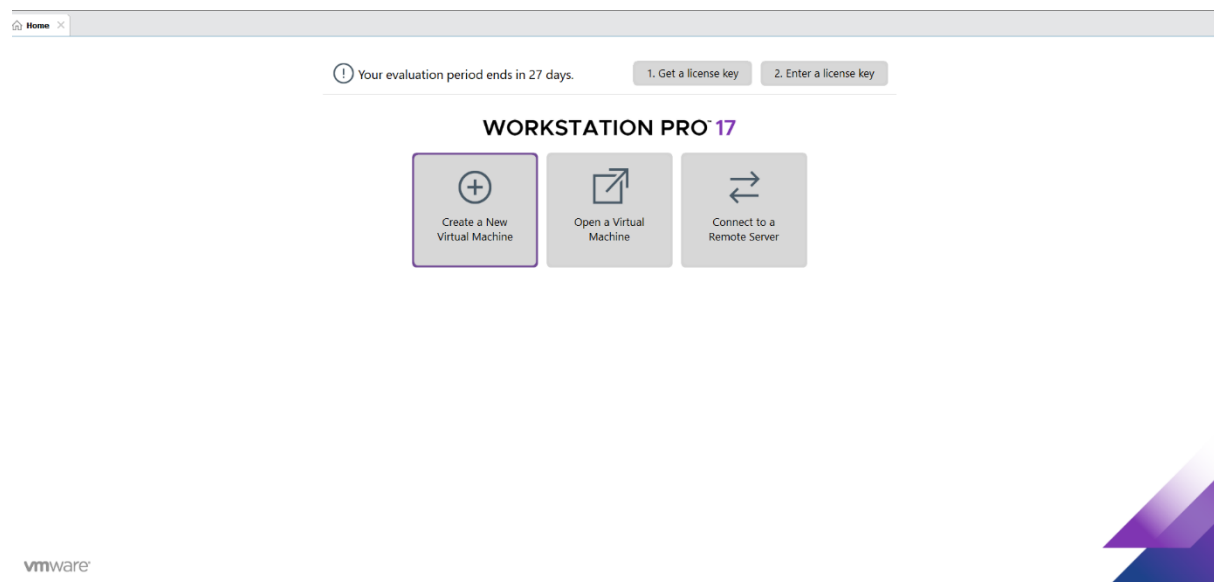 Home
Your evaluation period ends in 27 days.
1. Get a license key
2. Enter a license key
WORKSTATION PRO™ 17
Create a New
Virtual Machine
Open a Virtual
Machine
Connect to a
Remote Server
vmware®